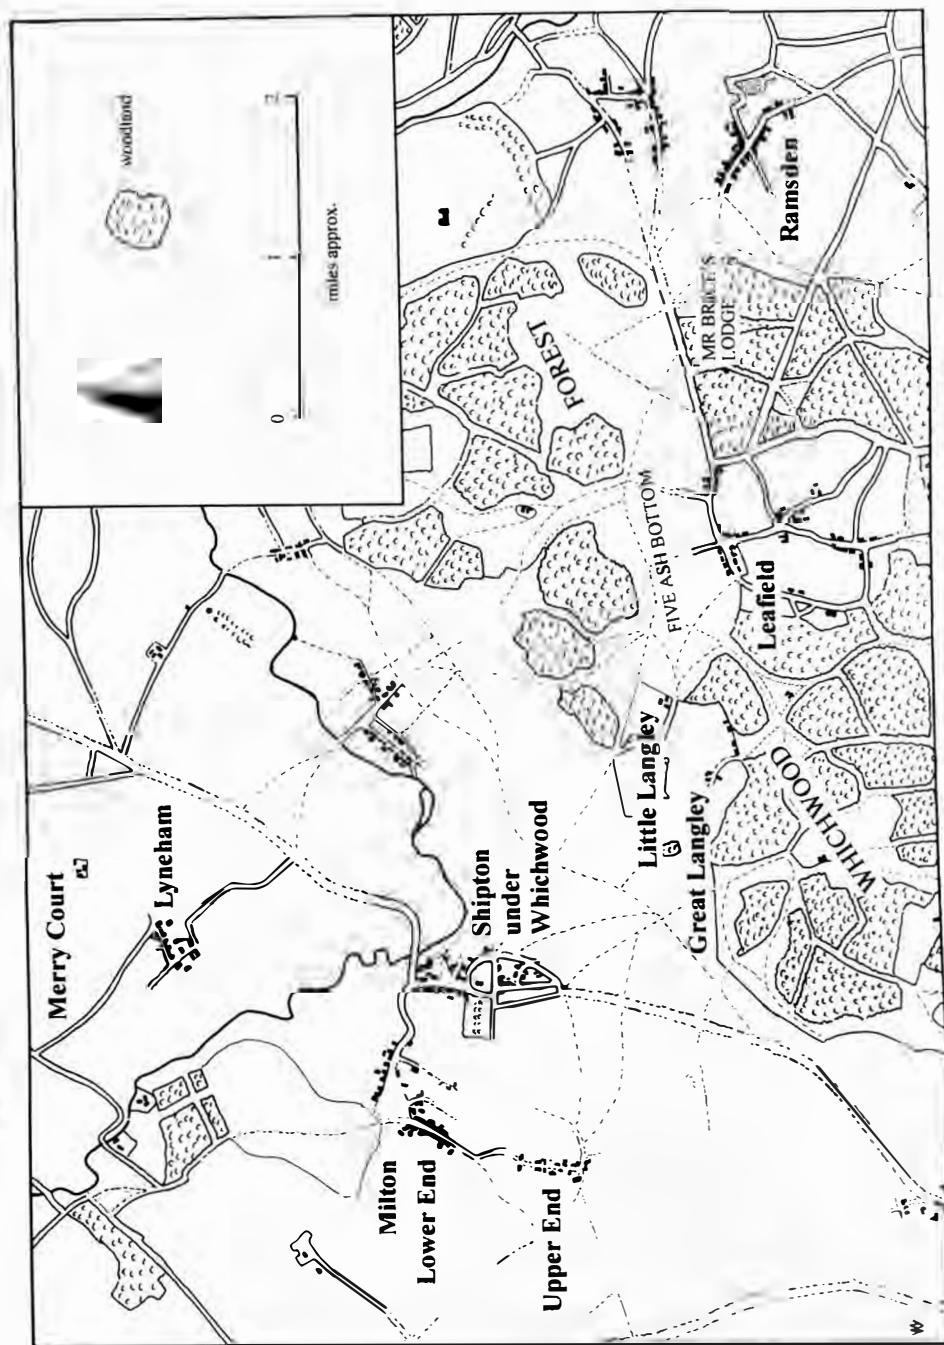 woodland
0 1 2
miles approx.
Merry Court
Lyneham
Shipton
under
Whichwood
Milton
Lower End
Upper End
Little Langley
Great Langley
WHICHWOOD
FOREST
FIVE ASH BOTTOM
Leafield
MR BRICE'S
LODGE
Ramsden